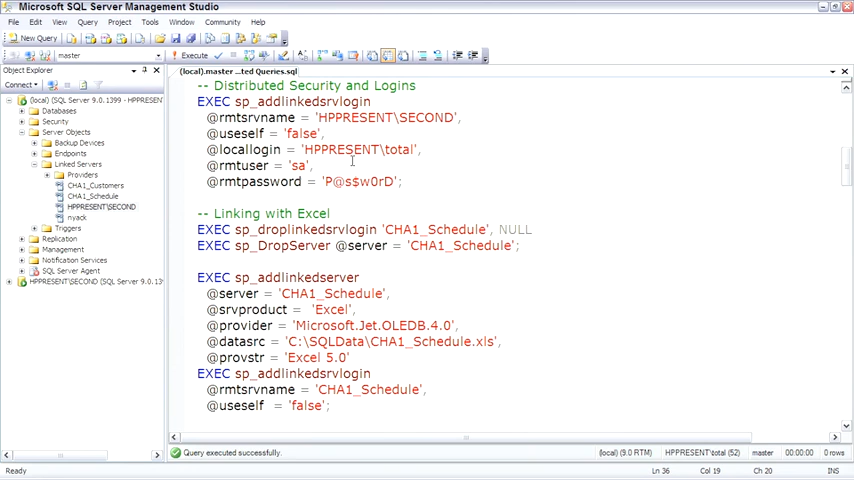 Microsoft SQL Server Management Studio
File Edit View Query Project Tools Window Community Help
New Query
master Execute
Object Explorer
(local).master ...ted Queries.sql
Connect
(local) (SQL Server 9.0.1399 - HPPRESENT
Databases
Security
Server Objects
Backup Devices
Endpoints
Linked Servers
Providers
CHA1_Customers
CHA1_Schedule
HPPRESENT\SECOND
nyack
Triggers
Replication
Management
Notification Services
SQL Server Agent
HPPRESENT\SECOND (SQL Server 9.0.139
-- Distributed Security and Logins
EXEC sp_addlinkedsrvlogin
@rmtsrvname = 'HPPRESENT\SECOND',
@useself = 'false',
@locallogin = 'HPPRESENT\total',
@rmtuser = 'sa',
@rmtpassword = 'P@s$w0rD';
-- Linking with Excel
EXEC sp_droplinkedsrvlogin 'CHA1_Schedule', NULL
EXEC sp_DropServer @server = 'CHA1_Schedule';
EXEC sp_addlinkedserver
@server = 'CHA1_Schedule',
@srvproduct = 'Excel',
@provider = 'Microsoft.Jet.OLEDB.4.0',
@datasrc = 'C:\SQLData\CHA1_Schedule.xls',
@provstr = 'Excel 5.0'
EXEC sp_addlinkedsrvlogin
@rmtsrvname = 'CHA1_Schedule',
@useself = 'false';
Query executed successfully. (local) (9.0 RTM) HPPRESENT\total (52) master 00:00:00 0 rows
Ready Ln 36 Col 19 Ch 20 INS